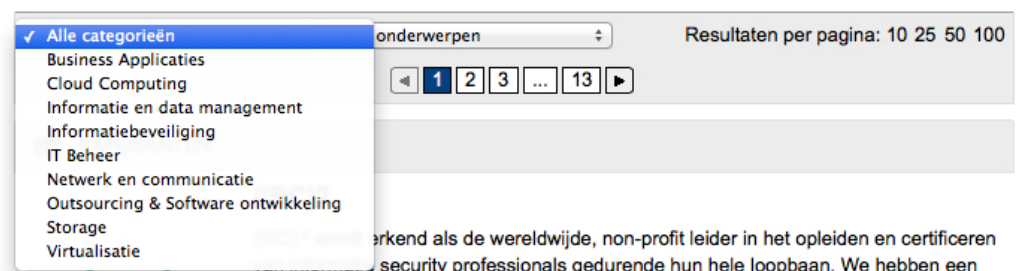 ✓ Alle categorieën
onderwerpen
Resultaten per pagina: 10 25 50 100
Business Applicaties
Cloud Computing
1 2 3 ... 13
Informatie en data management
Informatiebeveiliging
IT Beheer
Netwerk en communicatie
Outsourcing & Software ontwikkeling
Storage
Virtualisatie
erkend als de wereldwijde, non-profit leider in het opleiden en certificeren
security professionals gedurende hun hele loopbaan. We hebben een